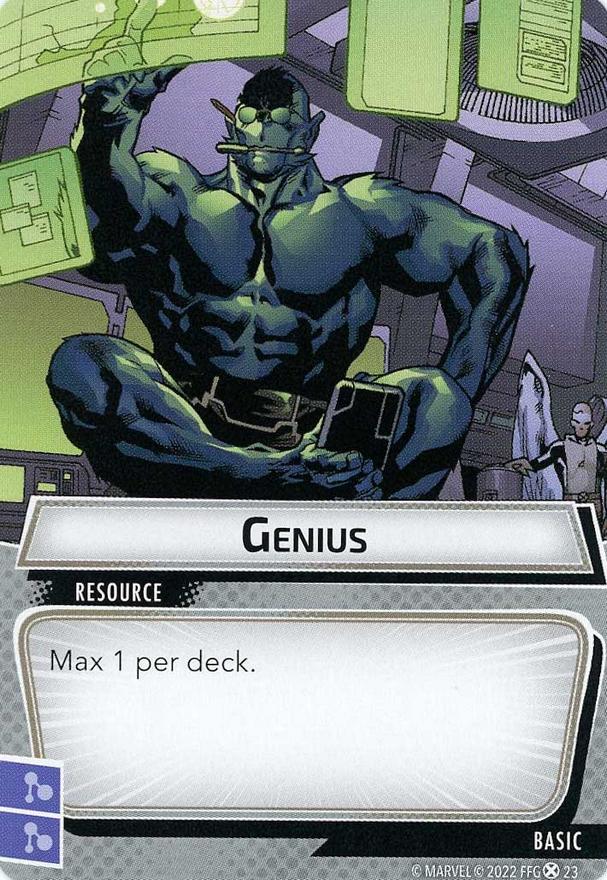 GENIUS
RESOURCE
Max 1 per deck.
BASIC
© MARVEL © 2022 FFG 23